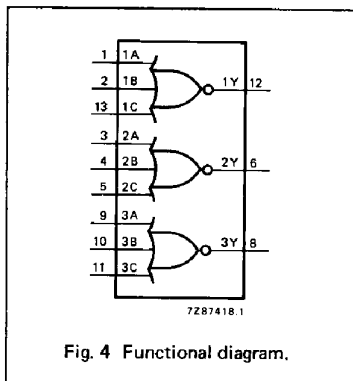 1 1A
2 1B 1Y 12
13 1C
3 2A
4 2B 2Y 6
5 2C
9 3A
10 3B 3Y 8
11 3C
7Z87418.1
Fig. 4 Functional diagram.